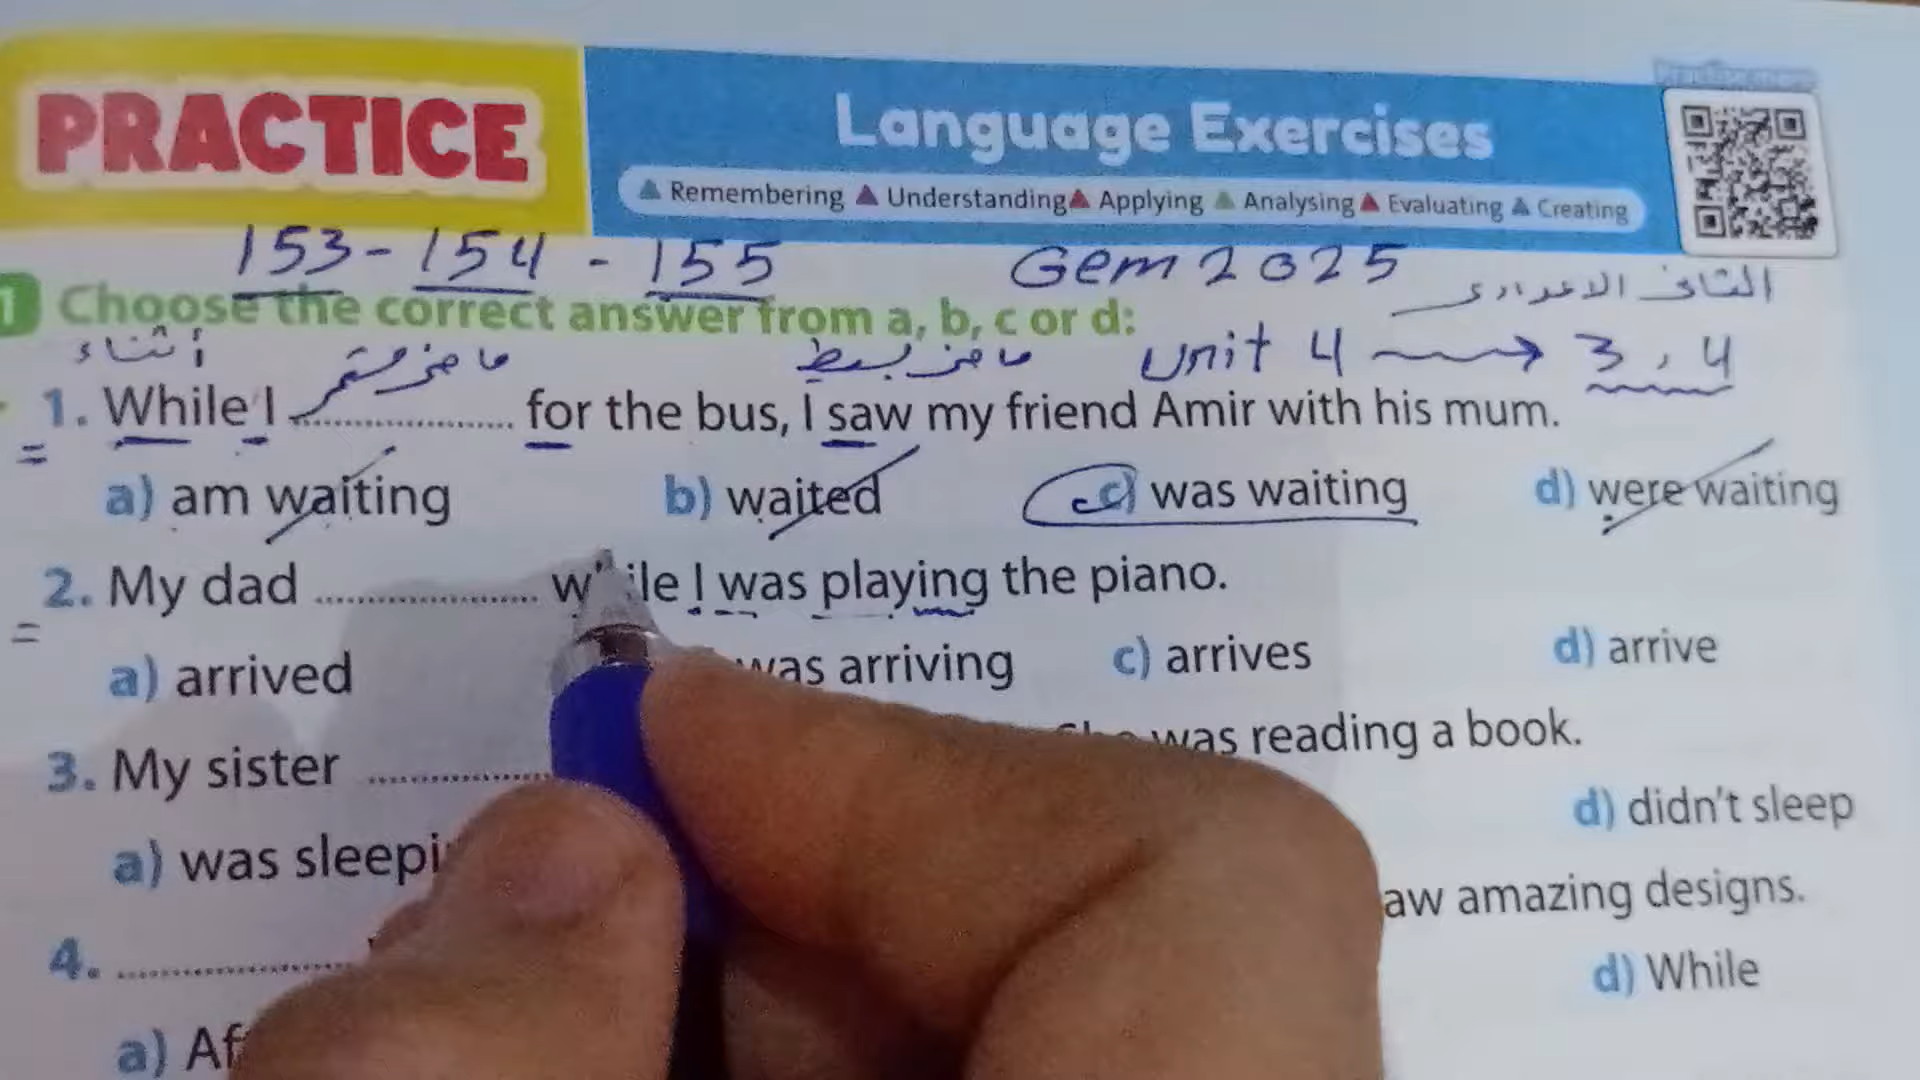 Practise more
PRACTICE
Language Exercises
Remembering Understanding Applying Analysing Evaluating Creating
153 - 154 - 155 Gem 2025
الثانى الاعدادى
1 Choose the correct answer from a, b, c or d:
أثناء ماضى مستمر ماضى بسيط Unit 4 → 3, 4
1. While I .................... for the bus, I saw my friend Amir with his mum.
a) am waiting b) waited c) was waiting d) were waiting
2. My dad .................... while I was playing the piano.
a) arrived was arriving c) arrives d) arrive
3. My sister .................... was reading a book.
a) was d) didn't sleep
4. .................... amazing designs.
a) d) While